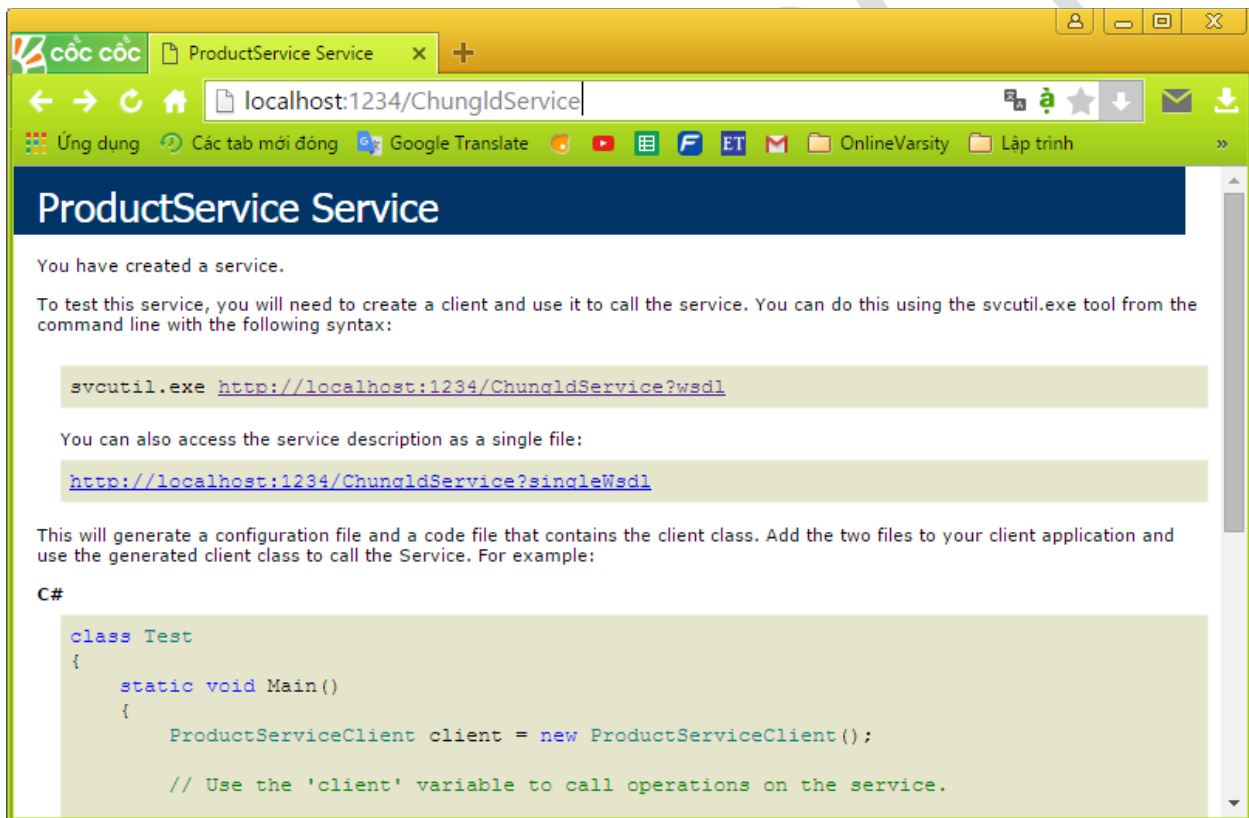 cốc cốc
ProductService Service
localhost:1234/ChungldService
Ứng dụng Các tab mới đóng Google Translate ET OnlineVarsity Lập trình »
ProductService Service
You have created a service.
To test this service, you will need to create a client and use it to call the service. You can do this using the svcutil.exe tool from the
command line with the following syntax:
svcutil.exe http://localhost:1234/ChungldService?wsdl
You can also access the service description as a single file:
http://localhost:1234/ChungldService?singleWsdl
This will generate a configuration file and a code file that contains the client class. Add the two files to your client application and
use the generated client class to call the Service. For example:
C#
class Test
{
static void Main()
{
ProductServiceClient client = new ProductServiceClient();
// Use the 'client' variable to call operations on the service.